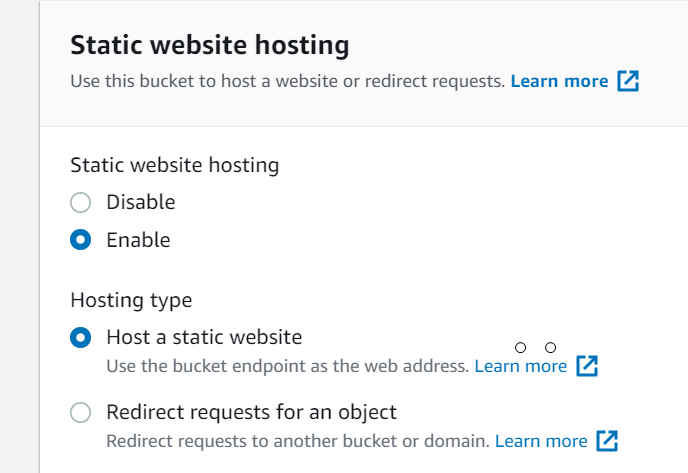 Static website hosting
Use this bucket to host a website or redirect requests. Learn more
Static website hosting
Disable
Enable
Hosting type
Host a static website
Use the bucket endpoint as the web address. Learn more
Redirect requests for an object
Redirect requests to another bucket or domain. Learn more